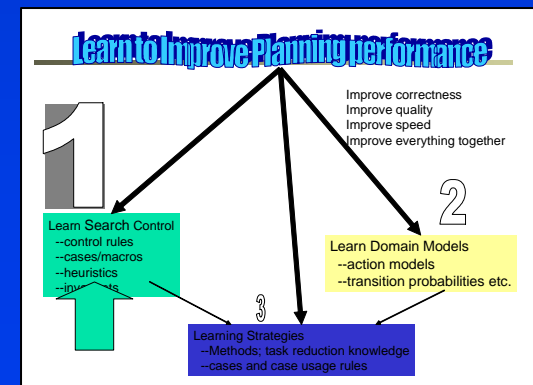 Learn to Improve Planning performance
Improve correctness
Improve quality
Improve speed
Improve everything together
1
2
Learn Search Control
--control rules
--cases/macros
--heuristics
Learn Domain Models
--action models
--transition probabilities etc.
3
Learning Strategies
--Methods; task reduction knowledge
--cases and case usage rules